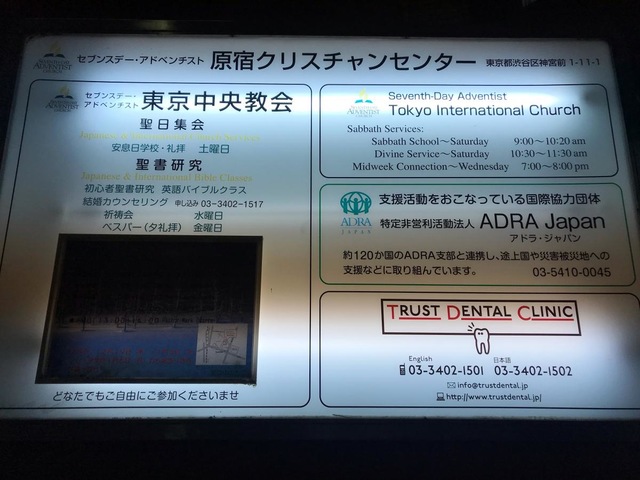 セブンスデー・アドベンチスト 原宿クリスチャンセンター 東京都渋谷区神宮前 1-11-1
セブンスデー・アドベンチスト 東京中央教会
聖日集会
安息日学校・礼拝 土曜日
聖書研究
Japanese & International Bible Classes
初心者聖書研究 英語バイブルクラス
結婚カウンセリング 申し込み 03-3402-1517
祈祷会 水曜日
ベスパー(夕礼拝) 金曜日
どなたでもご自由にご参加くださいませ
Seventh-Day Adventist
Tokyo International Church
Sabbath Services:
Sabbath School〜Saturday 9:00〜10:20 am
Divine Service〜Saturday 10:30〜11:30 am
Midweek Connection〜Wednesday 7:00〜8:00 pm
ADRA
JAPAN
支援活動をおこなっている国際協力団体
特定非営利活動法人 ADRA Japan
アドラ・ジャパン
約120か国のADRA支部と連携し、途上国や災害被災地への
支援などに取り組んでいます。 03-5410-0045
TRUST DENTAL CLINIC
English 日本語
03-3402-1501 03-3402-1502
info@trustdental.jp
http://www.trustdental.jp/